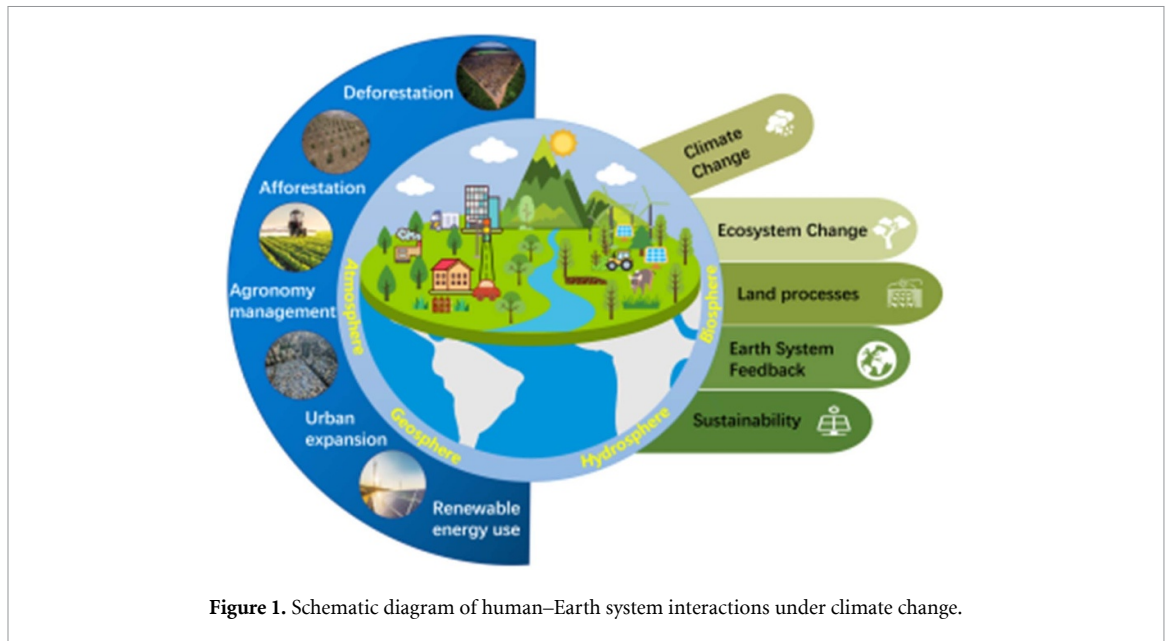 Deforestation
Afforestation
Agronomy
management
Urban
expansion
Renewable
energy use
Atmosphere
Geosphere
Hydrosphere
Biosphere
Climate
Change
Ecosystem Change
Land processes
Earth System
Feedback
Sustainability
Figure 1. Schematic diagram of human–Earth system interactions under climate change.